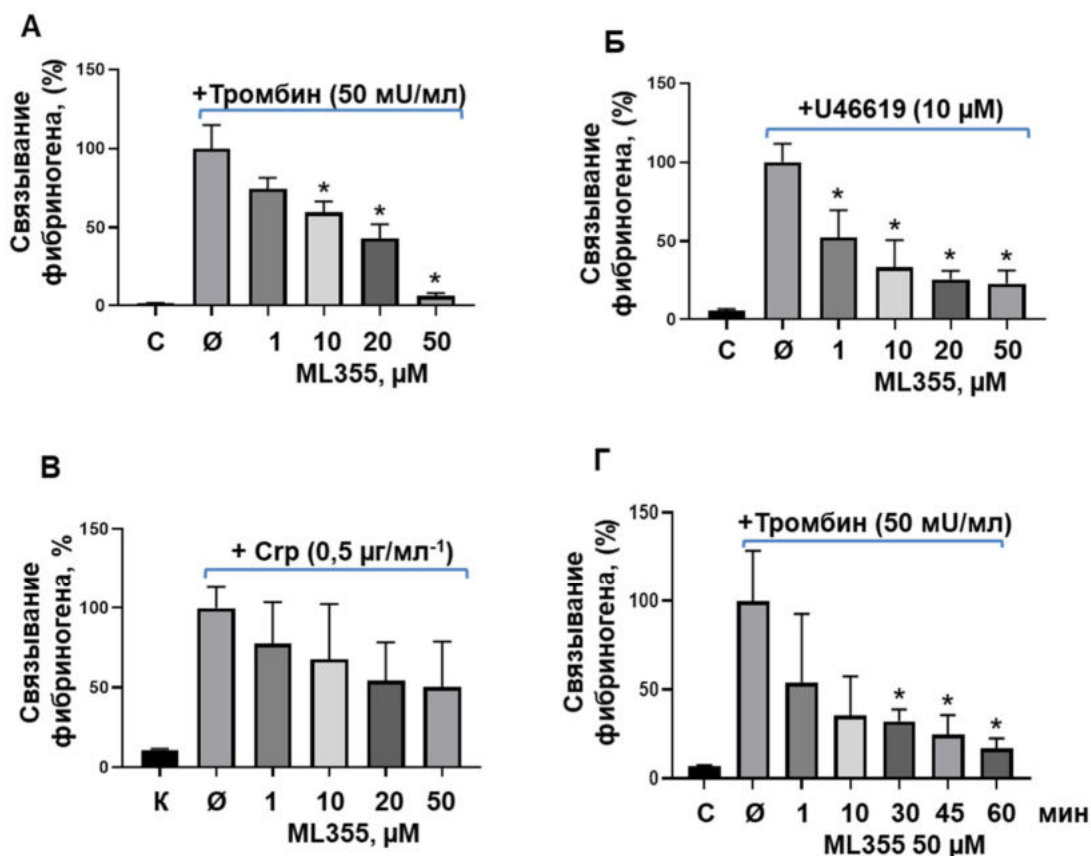 А
Связывание
фибриногена, (%)
+Тромбин (50 мU/мл)
150
100
50
0
* * *
С Ø 1 10 20 50
ML355, µM
Б
Связывание
фибриногена, (%)
+U46619 (10 µM)
150
100
50
0
* * * *
С Ø 1 10 20 50
ML355, µM
В
Связывание
фибриногена, %
+ Crp (0,5 µг/мл⁻¹)
150
100
50
0
К Ø 1 10 20 50
ML355, µM
Г
Связывание
фибриногена, (%)
+Тромбин (50 мU/мл)
150
100
50
0
* * *
С Ø 1 10 30 45 60 мин
ML355 50 µM